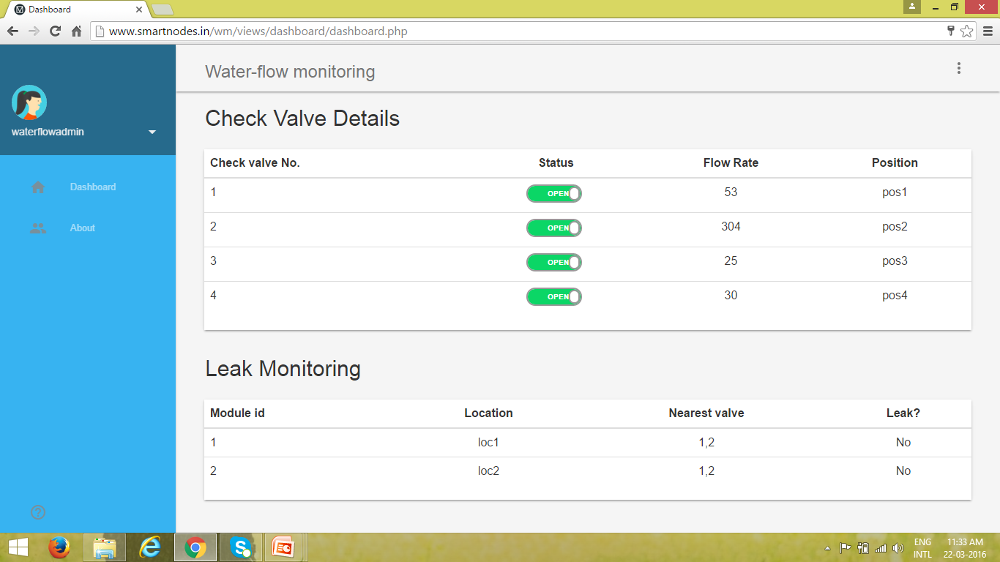 Dashboard
www.smartnodes.in/wm/views/dashboard/dashboard.php
Water-flow monitoring
waterflowadmin
Dashboard
About
Check Valve Details
Check valve No. Status Flow Rate Position
1 OPEN 53 pos1
2 OPEN 304 pos2
3 OPEN 25 pos3
4 OPEN 30 pos4
Leak Monitoring
Module id Location Nearest valve Leak?
1 loc1 1,2 No
2 loc2 1,2 No
ENG 11:33 AM
INTL 22-03-2016